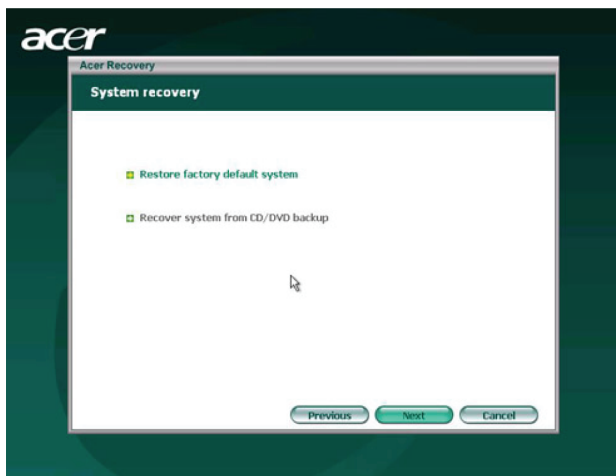 acer
Acer Recovery
System recovery
Restore factory default system
Recover system from CD/DVD backup
Previous Next Cancel